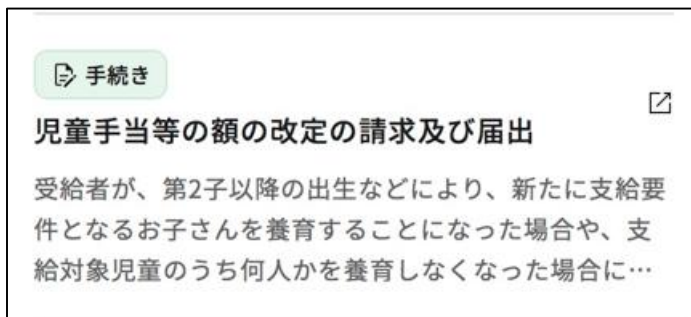 手続き
児童手当等の額の改定の請求及び届出
受給者が、第2子以降の出生などにより、新たに支給要
件となるお子さんを養育することになった場合や、支
給対象児童のうち何人かを養育しなくなった場合に…